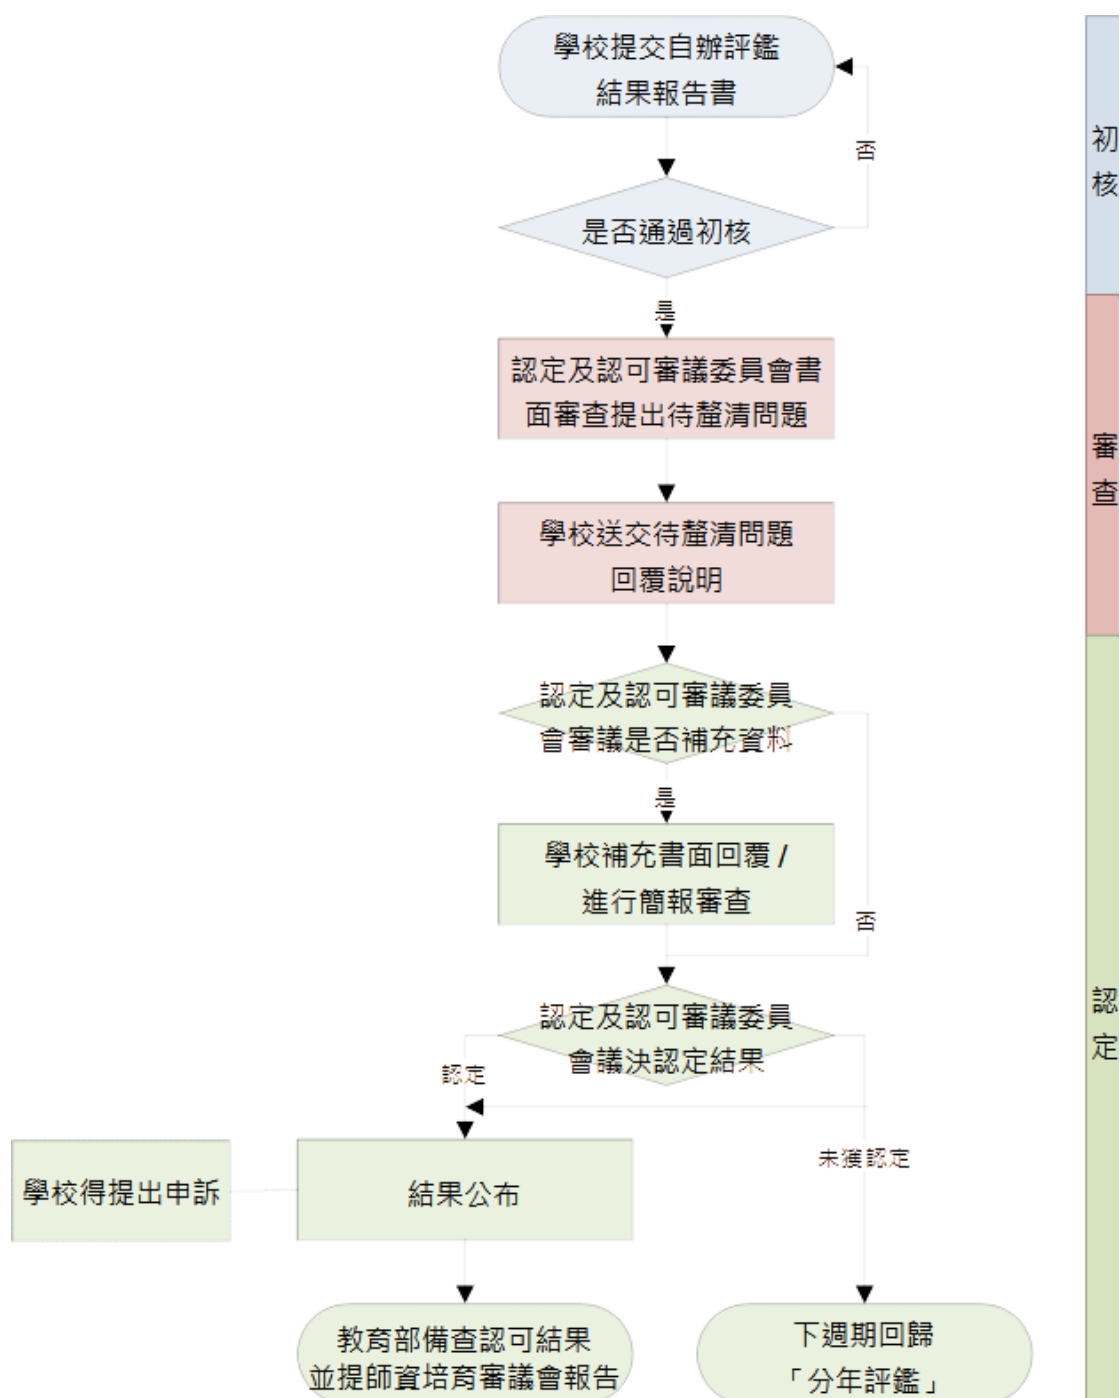 學校提交自辦評鑑
結果報告書
否
初
核
是否通過初核
是
認定及認可審議委員會書
面審查提出待釐清問題
審
查
學校送交待釐清問題
回覆說明
認定及認可審議委員
會審議是否補充資料
是
學校補充書面回覆 /
進行簡報審查
否
認定及認可審議委員
會議決認定結果
認
定
認定
未獲認定
學校得提出申訴
結果公布
教育部備查認可結果
並提師資培育審議會報告
下週期回歸
「分年評鑑」